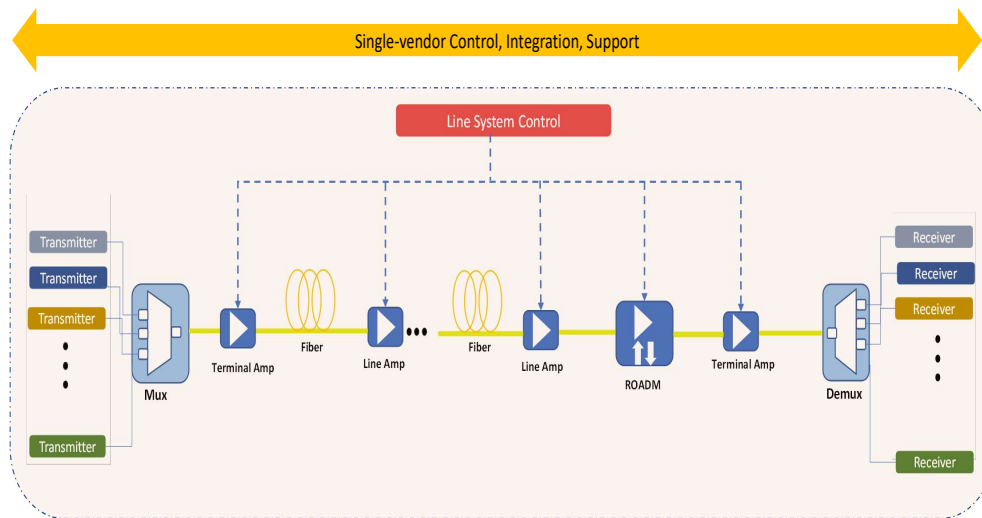 Single-vendor Control, Integration, Support
Line System Control
Transmitter
Transmitter
Transmitter
Transmitter
Mux
Terminal Amp
Fiber
Line Amp
Fiber
Line Amp
ROADM
Terminal Amp
Demux
Receiver
Receiver
Receiver
Receiver